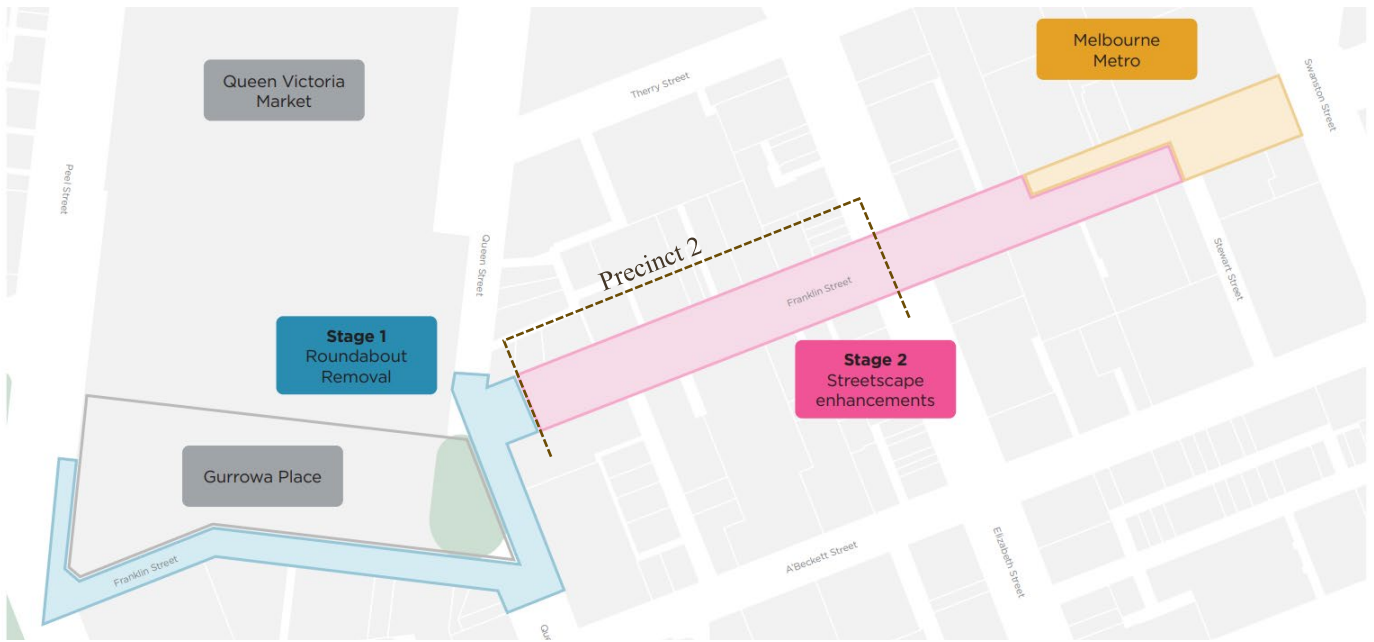 Queen Victoria
Market
Melbourne
Metro
Therry Street
Swanston Street
Peel Street
Queen Street
Precinct 2
Franklin Street
Stewart Street
Stage 1
Roundabout
Removal
Stage 2
Streetscape
enhancements
Gurrowa Place
Franklin Street
A'Beckett Street
Elizabeth Street